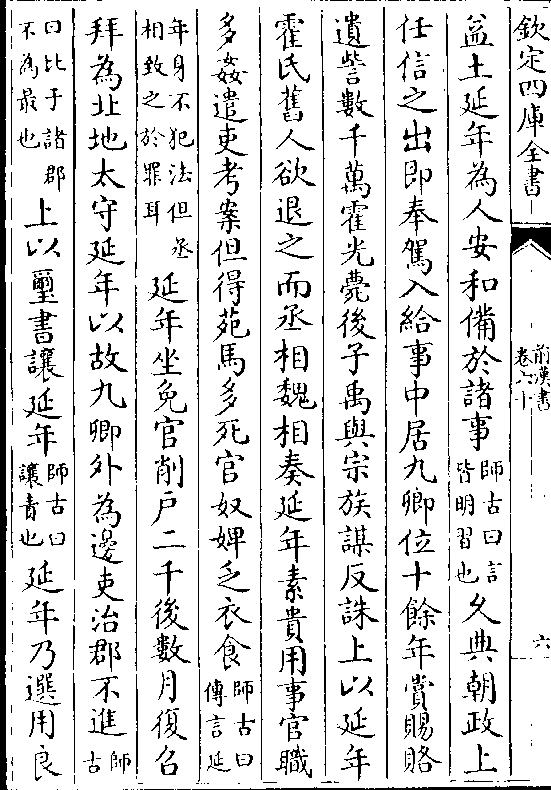 欽定四庫全書
前漢書
卷六十
六
益土延年為人安和備於諸事師古曰言皆明習也久典朝政上
任信之出即奉駕入給事中居九卿位十餘年賞賜賂
遺訾數千萬霍光薨後子禹與宗族謀反誅上以延年
霍氏舊人欲退之而丞相魏相奏延年素貴用事官職
多姦遣吏考案但得苑馬多死官奴婢乏衣食師古曰傳言延
年身不犯法但丞相致之於罪耳延年坐免官削戶二千後數月復召
拜為北地太守延年以故九卿外為邊吏治郡不進師古
曰比于諸郡不為最也上以璽書讓延年師古曰讓責也延年乃選用良